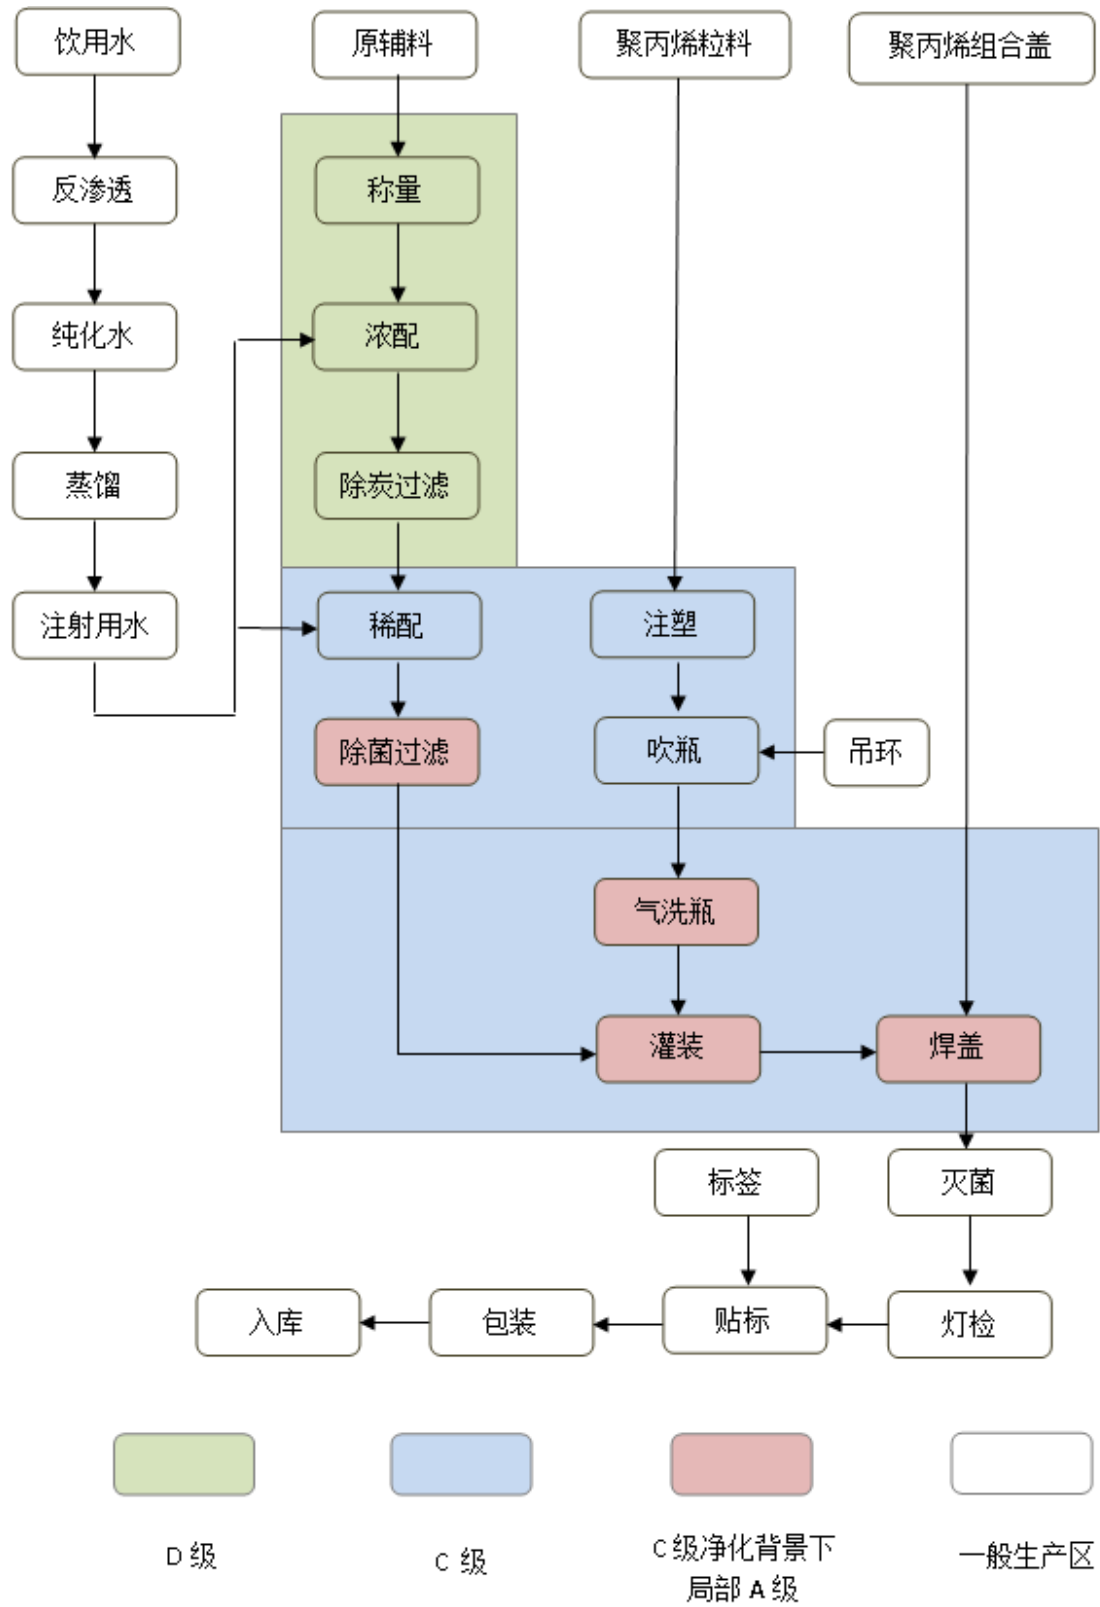 饮用水
原辅料
聚丙烯粒料
聚丙烯组合盖
反渗透
称量
纯化水
浓配
蒸馏
除炭过滤
注射用水
稀配
注塑
除菌过滤
吹瓶
吊环
气洗瓶
灌装
焊盖
标签
灭菌
入库
包装
贴标
灯检
D 级
C 级
C 级净化背景下
局部 A 级
一般生产区